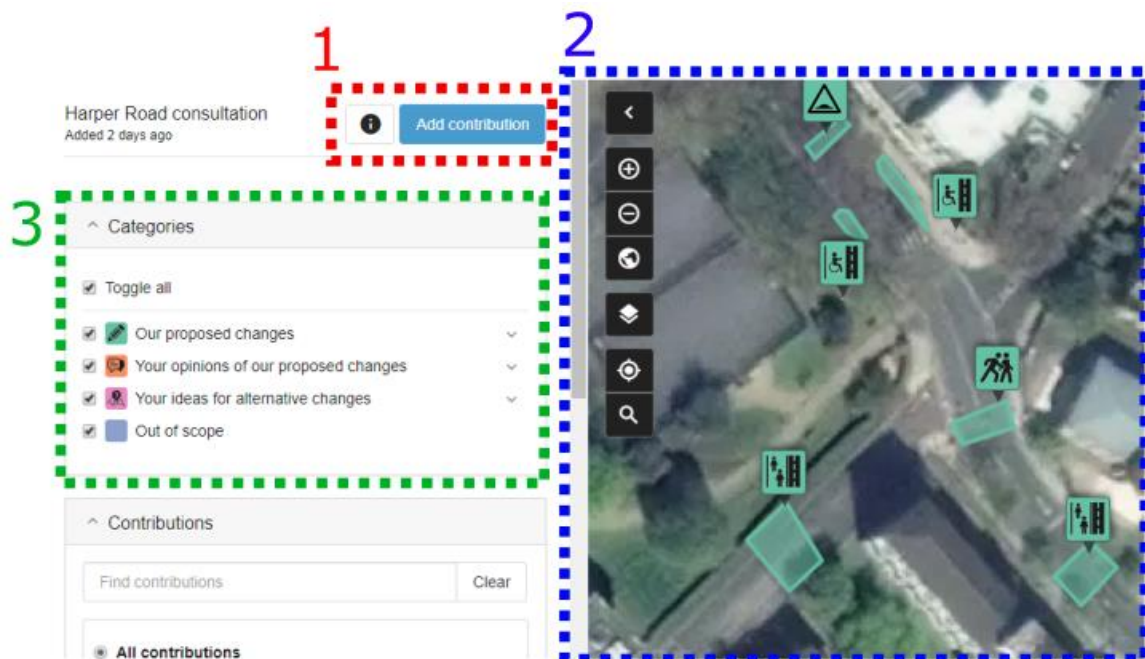 1
2
Harper Road consultation
Added 2 days ago
Add contribution
3
Categories
Toggle all
Our proposed changes
Your opinions of our proposed changes
Your ideas for alternative changes
Out of scope
Contributions
Find contributions
Clear
All contributions